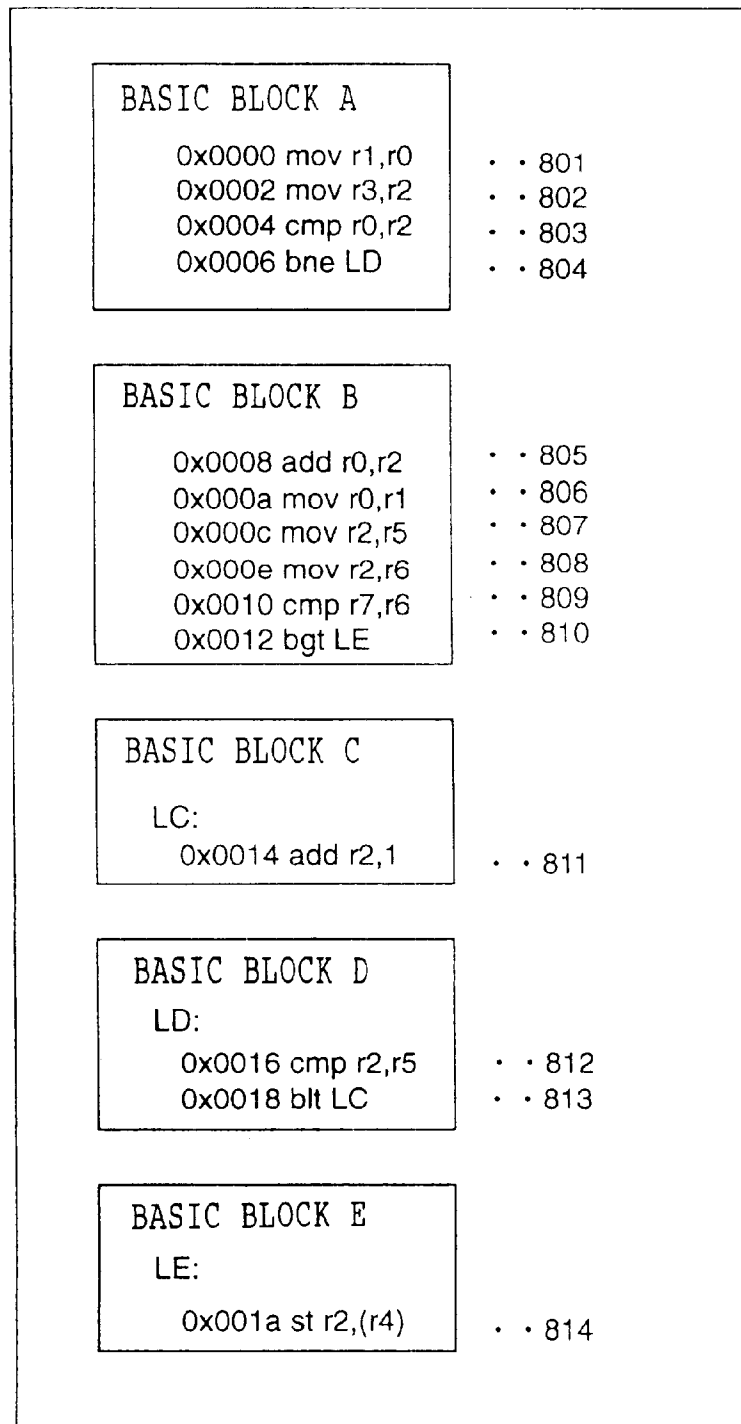 BASIC BLOCK A
0x0000 mov r1,r0 · · 801
0x0002 mov r3,r2 · · 802
0x0004 cmp r0,r2 · · 803
0x0006 bne LD · · 804
BASIC BLOCK B
0x0008 add r0,r2 · · 805
0x000a mov r0,r1 · · 806
0x000c mov r2,r5 · · 807
0x000e mov r2,r6 · · 808
0x0010 cmp r7,r6 · · 809
0x0012 bgt LE · · 810
BASIC BLOCK C
LC:
0x0014 add r2,1 · · 811
BASIC BLOCK D
LD:
0x0016 cmp r2,r5 · · 812
0x0018 blt LC · · 813
BASIC BLOCK E
LE:
0x001a st r2,(r4) · · 814